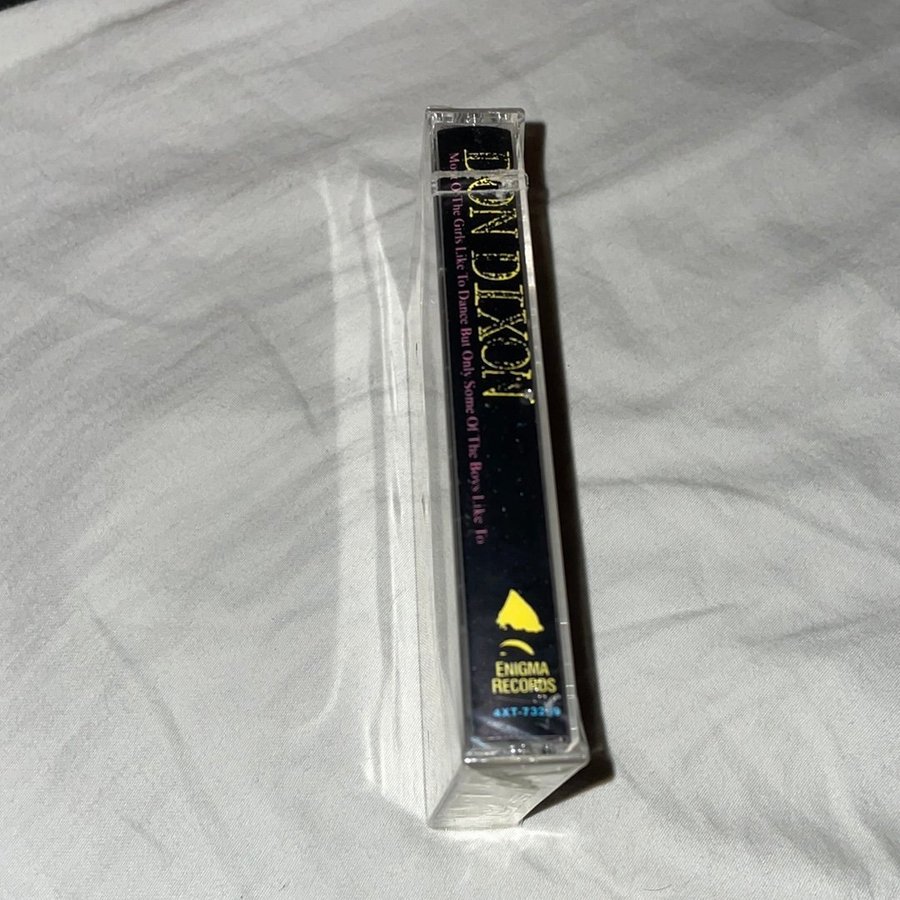 DON DIXON
Most Of The Girls Like To Dance But Only Some Of The Boys Like To
ENIGMA
RECORDS